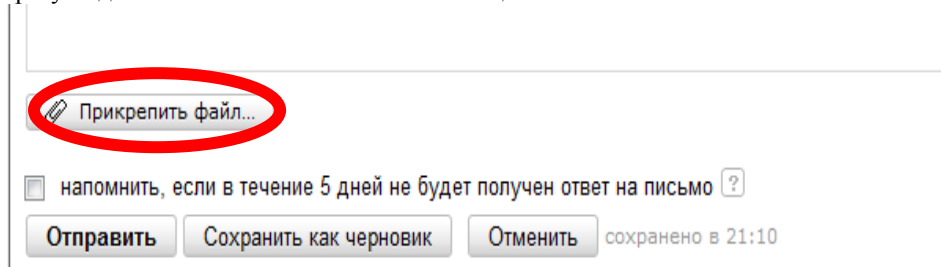 Прикрепить файл...
напомнить, если в течение 5 дней не будет получен ответ на письмо ?
Отправить Сохранить как черновик Отменить сохранено в 21:10